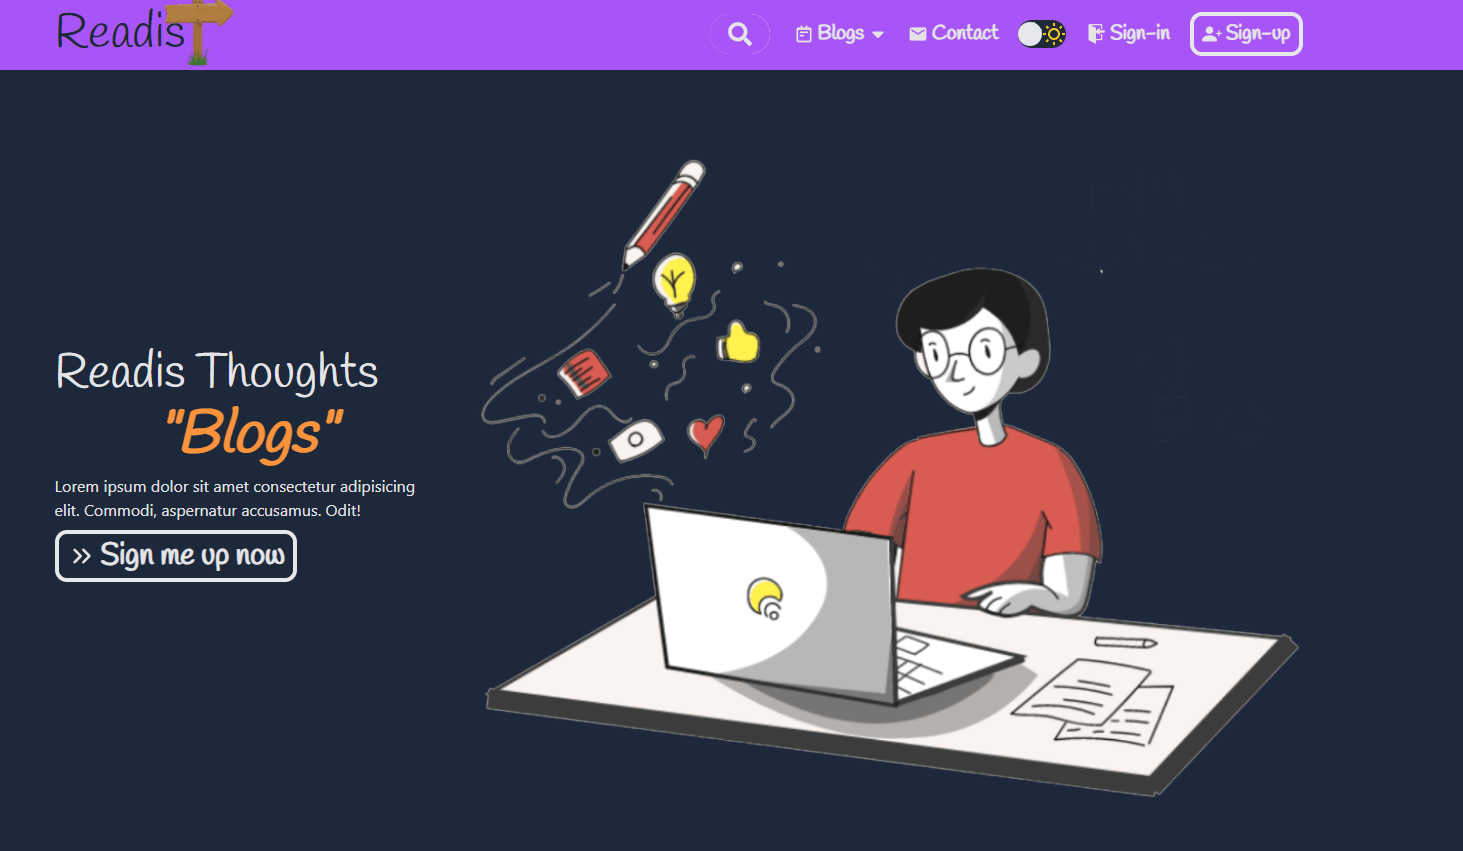 Readis
Blogs
Contact
Sign-in
Sign-up
Readis Thoughts
"Blogs"
Lorem ipsum dolor sit amet consectetur adipisicing
elit. Commodi, aspernatur accusamus. Odit!
Sign me up now